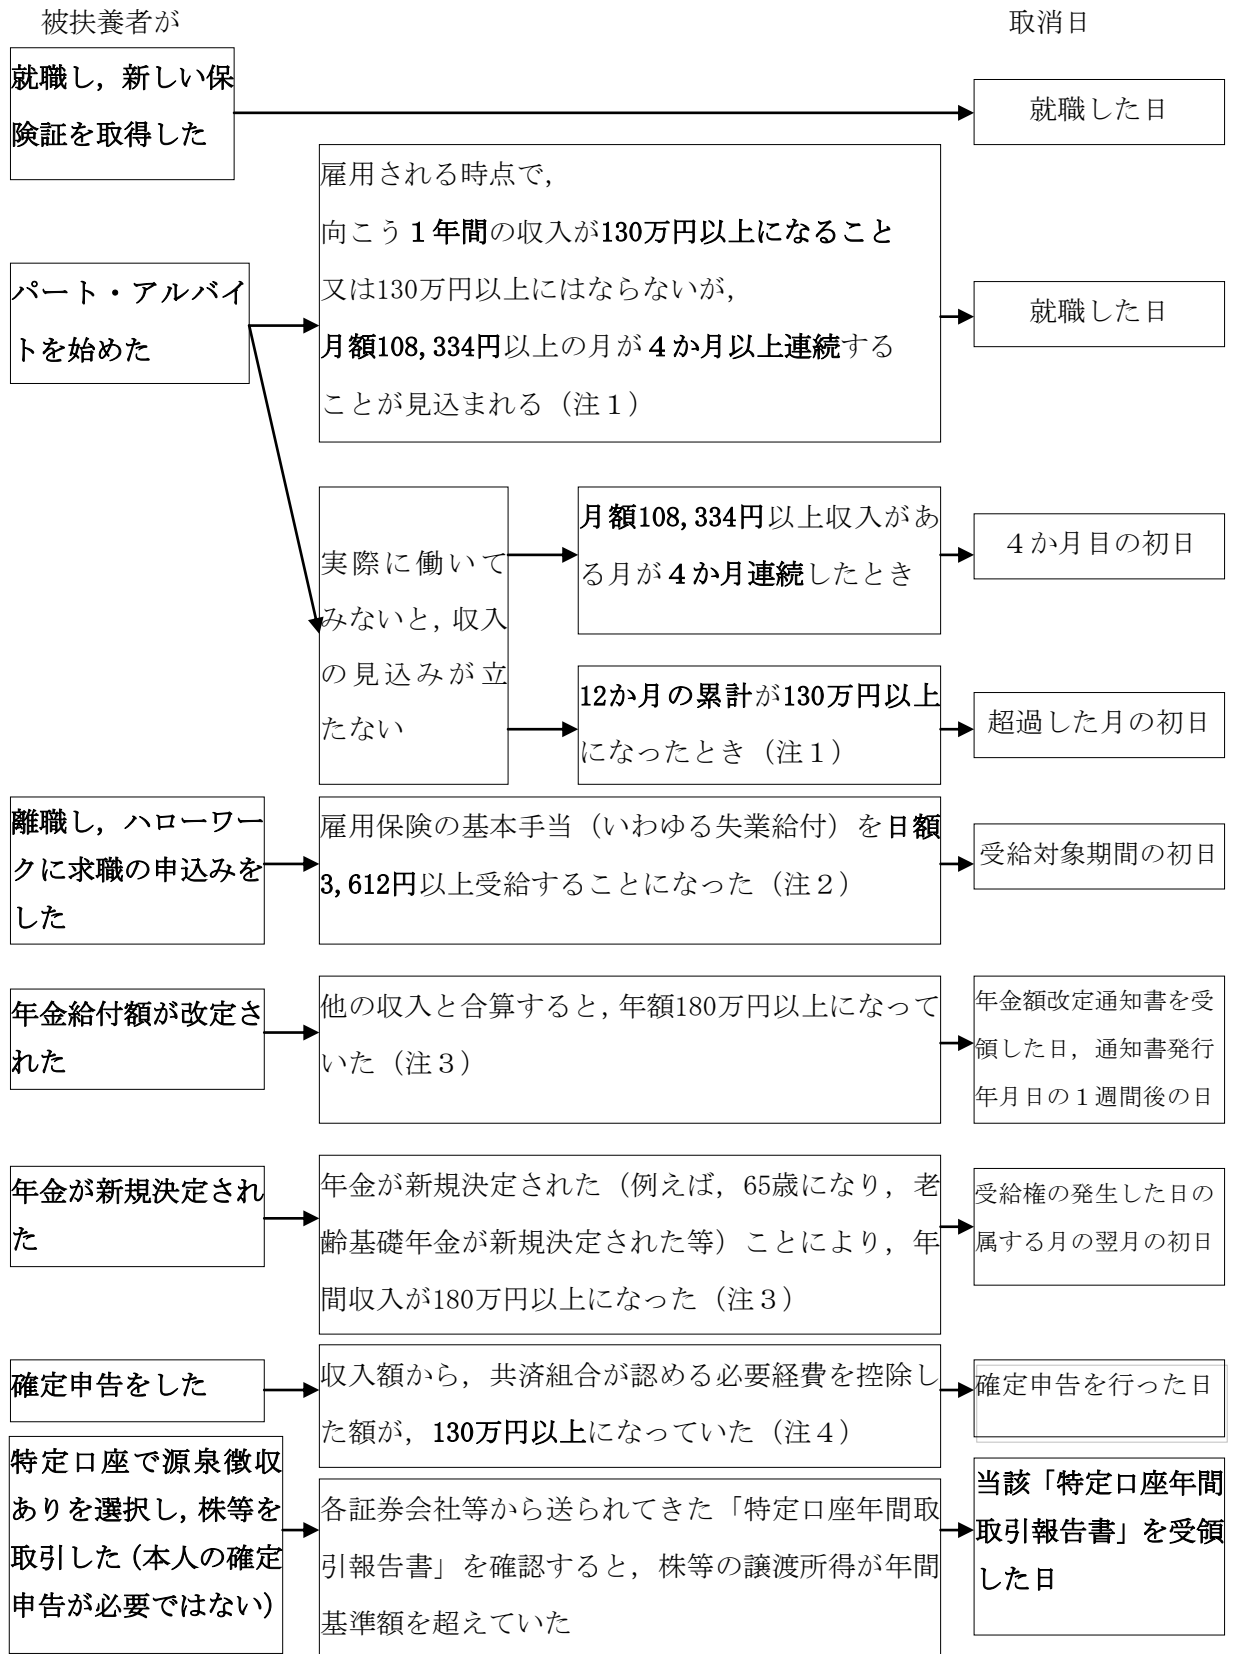 被扶養者が
取消日
就職し，新しい保
険証を取得した
就職した日
パート・アルバイ
トを始めた
雇用される時点で，
向こう１年間の収入が130万円以上になること
又は130万円以上にはならないが，
月額108,334円以上の月が４か月以上連続する
ことが見込まれる（注１）
就職した日
実際に働いて
みないと，収入
の見込みが立
たない
月額108,334円以上収入があ
る月が４か月連続したとき
４か月目の初日
12か月の累計が130万円以上
になったとき（注１）
超過した月の初日
離職し，ハローワー
クに求職の申込みを
した
雇用保険の基本手当（いわゆる失業給付）を日額
3,612円以上受給することになった（注２）
受給対象期間の初日
年金給付額が改定さ
れた
他の収入と合算すると，年額180万円以上になって
いた（注３）
年金額改定通知書を受
領した日，通知書発行
年月日の１週間後の日
年金が新規決定され
た
年金が新規決定された（例えば，65歳になり，老
齢基礎年金が新規決定された等）ことにより，年
間収入が180万円以上になった（注３）
受給権の発生した日の
属する月の翌月の初日
確定申告をした
収入額から，共済組合が認める必要経費を控除し
た額が，130万円以上になっていた（注４）
確定申告を行った日
特定口座で源泉徴収
ありを選択し，株等を
取引した（本人の確定
申告が必要ではない）
各証券会社等から送られてきた「特定口座年間取
引報告書」を確認すると，株等の譲渡所得が年間
基準額を超えていた
当該「特定口座年間
取引報告書」を受領
した日